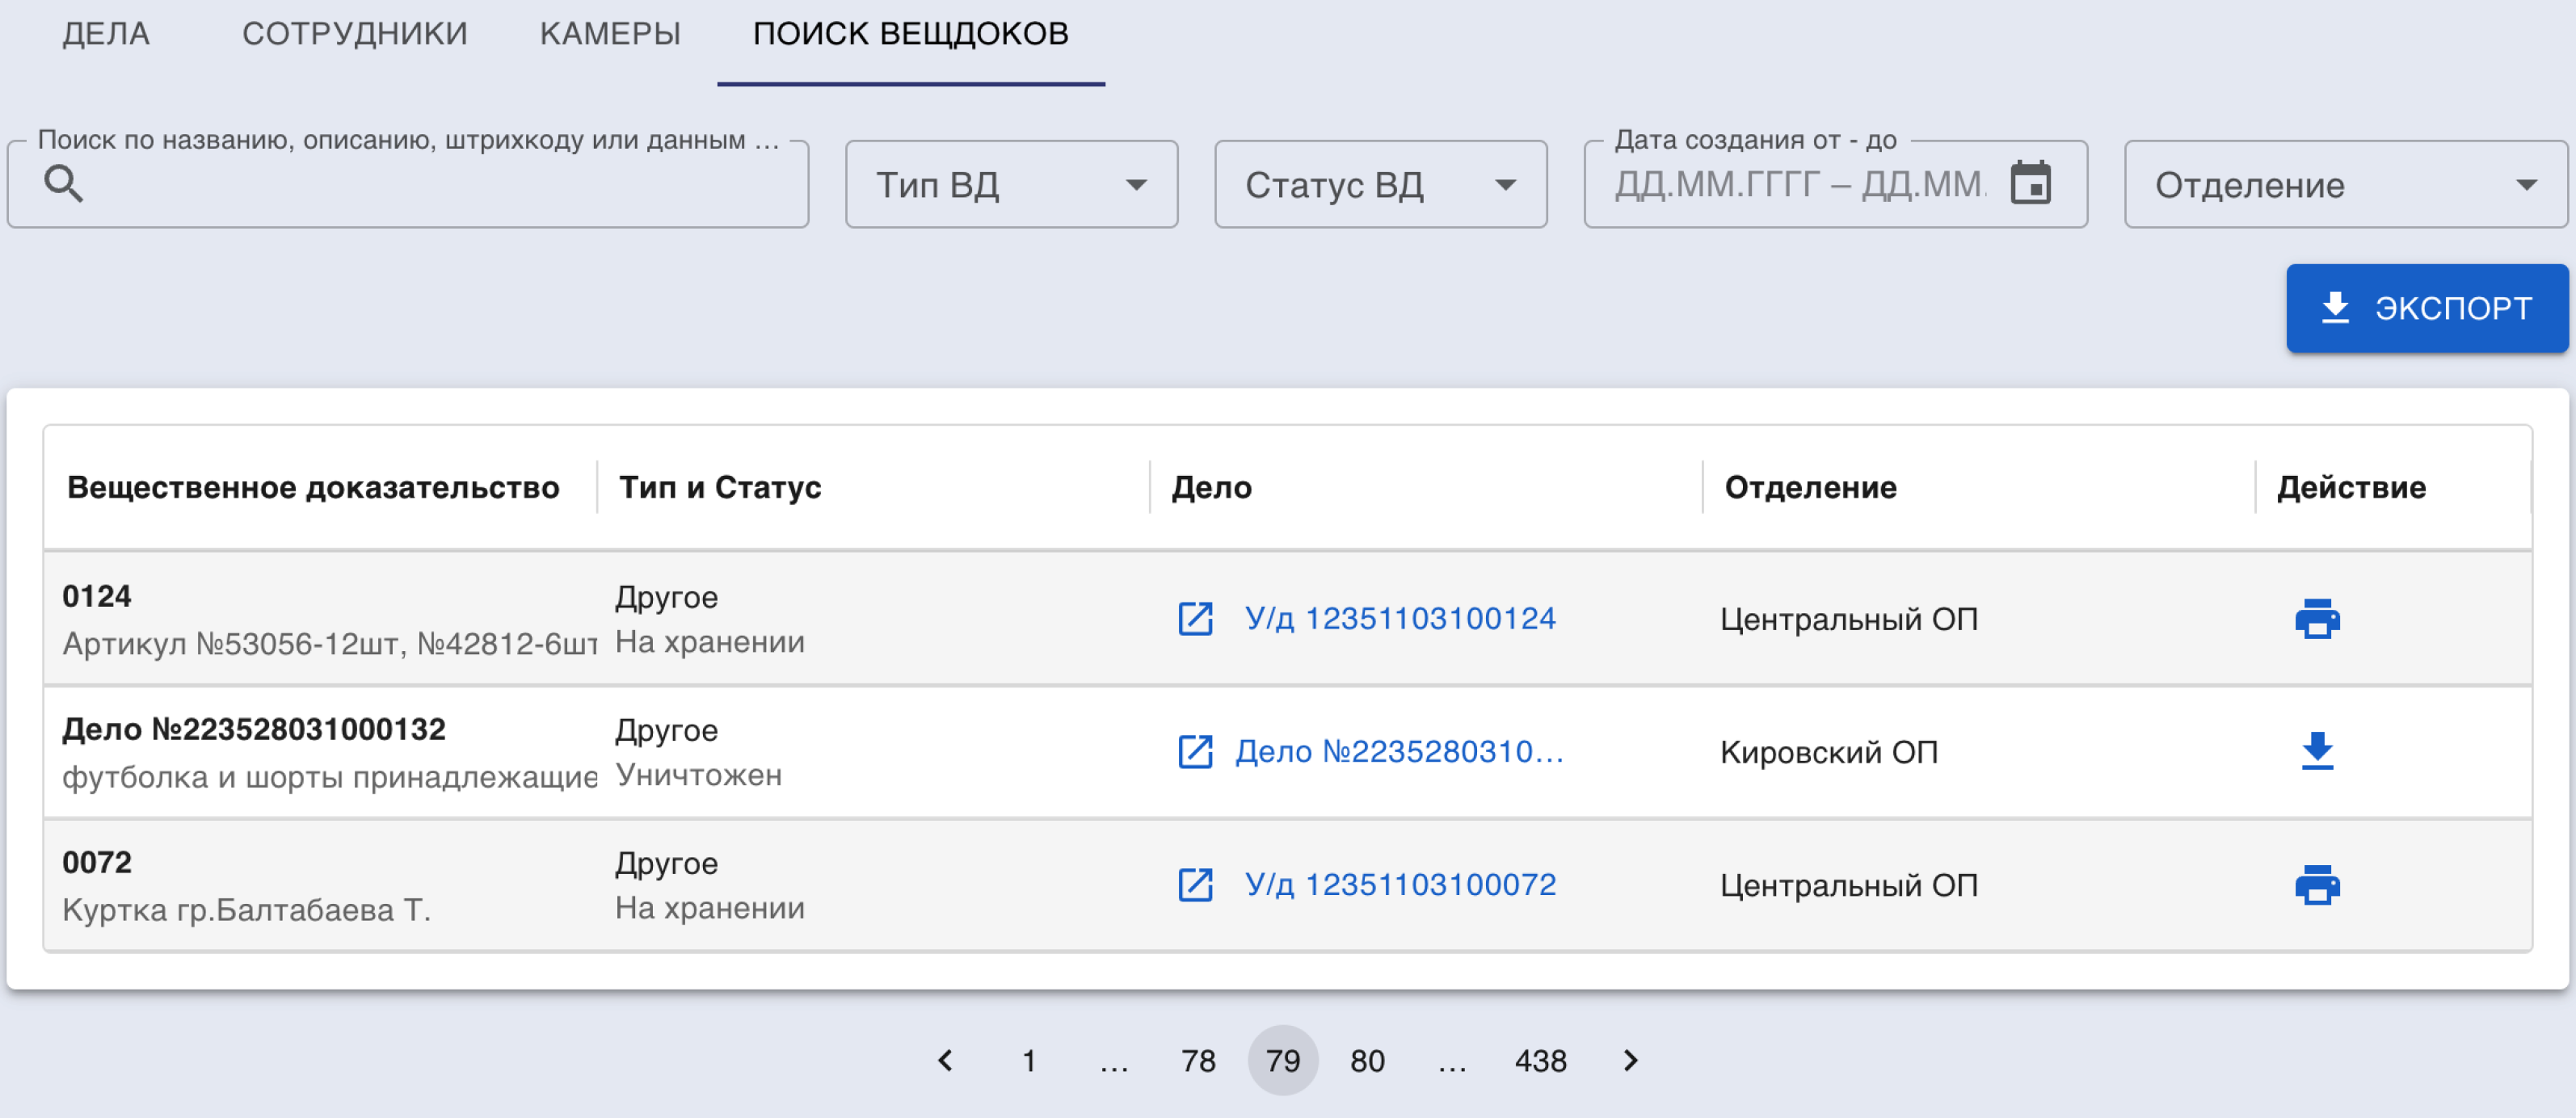 ДЕЛА СОТРУДНИКИ КАМЕРЫ ПОИСК ВЕЩДОКОВ
Поиск по названию, описанию, штрихкоду или данным ...
Тип ВД
Статус ВД
Дата создания от - до
ДД.ММ.ГГГГ – ДД.ММ.
Отделение
ЭКСПОРТ
Вещественное доказательство Тип и Статус Дело Отделение Действие
0124
Артикул №53056-12шт, №42812-6шт
Другое
На хранении
У/д 12351103100124
Центральный ОП
Дело №223528031000132
футболка и шорты принадлежащие
Другое
Уничтожен
Дело №2235280310...
Кировский ОП
0072
Куртка гр.Балтабаева Т.
Другое
На хранении
У/д 12351103100072
Центральный ОП
1 ... 78 79 80 ... 438